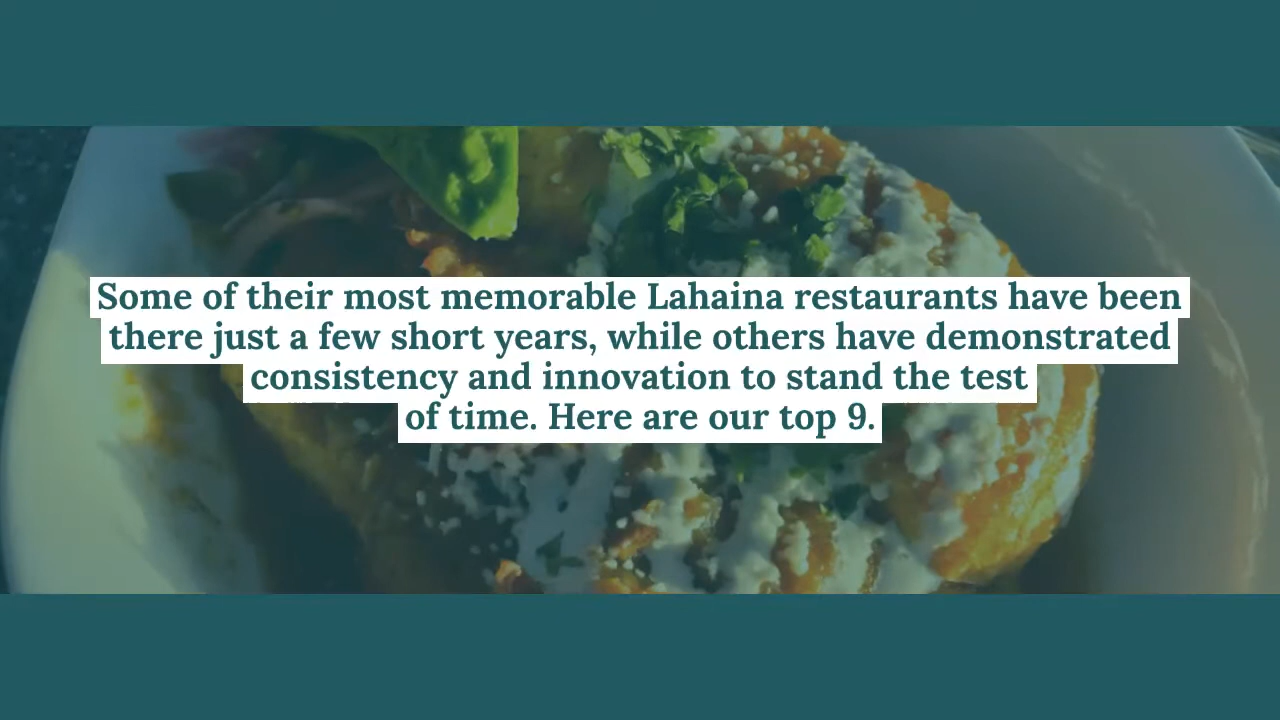 Some of their most memorable Lahaina restaurants have been
there just a few short years, while others have demonstrated
consistency and innovation to stand the test
of time. Here are our top 9.